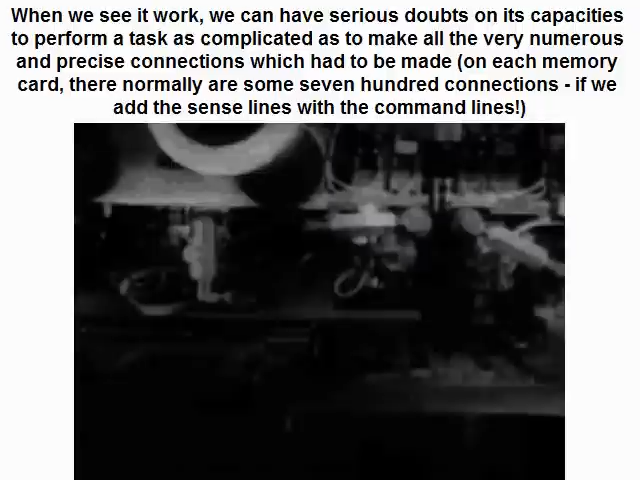 When we see it work, we can have serious doubts on its capacities
to perform a task as complicated as to make all the very numerous
and precise connections which had to be made (on each memory
card, there normally are some seven hundred connections - if we
add the sense lines with the command lines!)